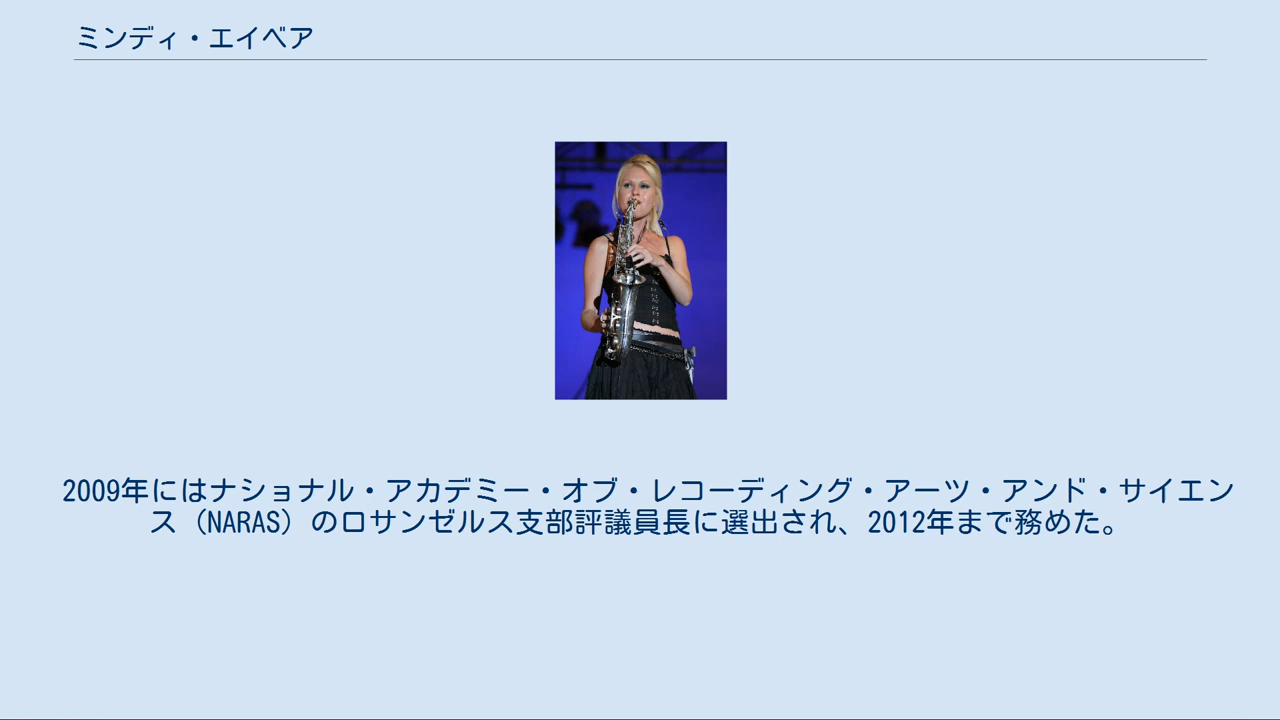 ミンディ・エイベア
2009年にはナショナル・アカデミー・オブ・レコーディング・アーツ・アンド・サイエン
ス（NARAS）のロサンゼルス支部評議員長に選出され、2012年まで務めた。